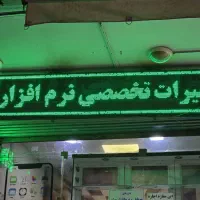 یرات تخصصی نرم افزار